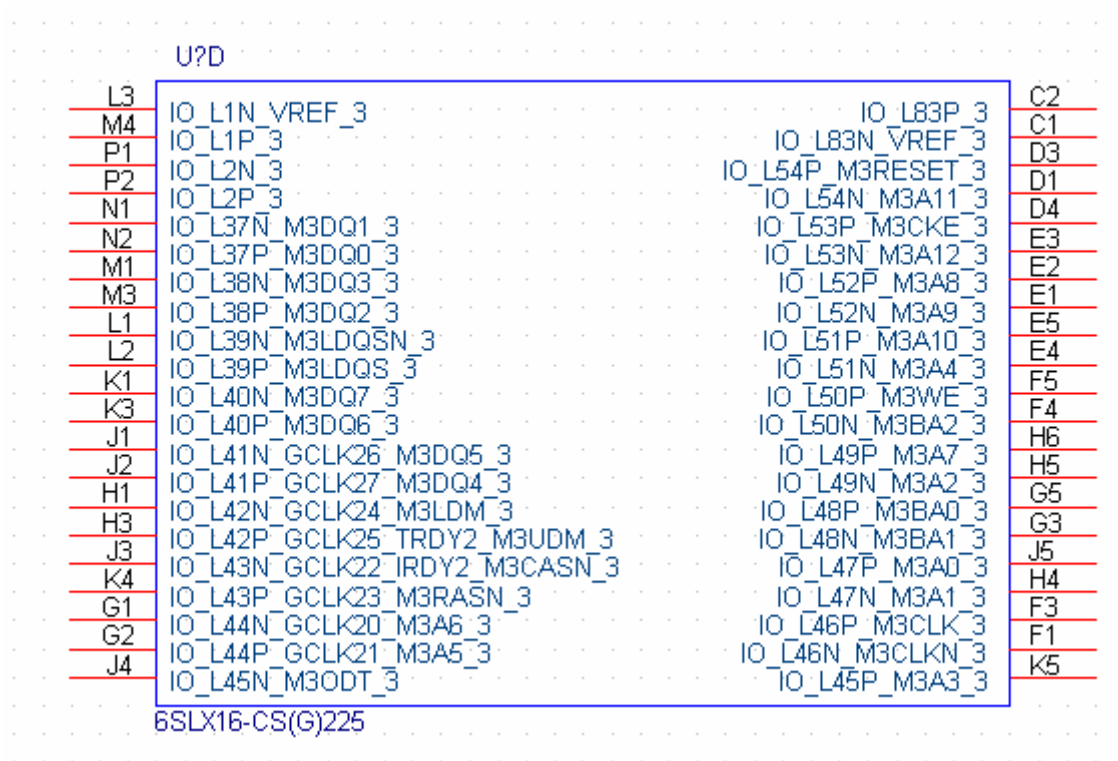 U?D
L3 IO_L1N_VREF_3 IO_L83P_3 C2
M4 IO_L1P_3 IO_L83N_VREF_3 C1
P1 IO_L2N_3 IO_L54P_M3RESET_3 D3
P2 IO_L2P_3 IO_L54N_M3A11_3 D1
N1 IO_L37N_M3DQ1_3 IO_L53P_M3CKE_3 D4
N2 IO_L37P_M3DQ0_3 IO_L53N_M3A12_3 E3
M1 IO_L38N_M3DQ3_3 IO_L52P_M3A8_3 E2
M3 IO_L38P_M3DQ2_3 IO_L52N_M3A9_3 E1
L1 IO_L39N_M3LDQSN_3 IO_L51P_M3A10_3 E5
L2 IO_L39P_M3LDQS_3 IO_L51N_M3A4_3 E4
K1 IO_L40N_M3DQ7_3 IO_L50P_M3WE_3 F5
K3 IO_L40P_M3DQ6_3 IO_L50N_M3BA2_3 F4
J1 IO_L41N_GCLK26_M3DQ5_3 IO_L49P_M3A7_3 H6
J2 IO_L41P_GCLK27_M3DQ4_3 IO_L49N_M3A2_3 H5
H1 IO_L42N_GCLK24_M3LDM_3 IO_L48P_M3BA0_3 G5
H3 IO_L42P_GCLK25_TRDY2_M3UDM_3 IO_L48N_M3BA1_3 G3
J3 IO_L43N_GCLK22_IRDY2_M3CASN_3 IO_L47P_M3A0_3 J5
K4 IO_L43P_GCLK23_M3RASN_3 IO_L47N_M3A1_3 H4
G1 IO_L44N_GCLK20_M3A6_3 IO_L46P_M3CLK_3 F3
G2 IO_L44P_GCLK21_M3A5_3 IO_L46N_M3CLKN_3 F1
J4 IO_L45N_M3ODT_3 IO_L45P_M3A3_3 K5
6SLX16-CS(G)225